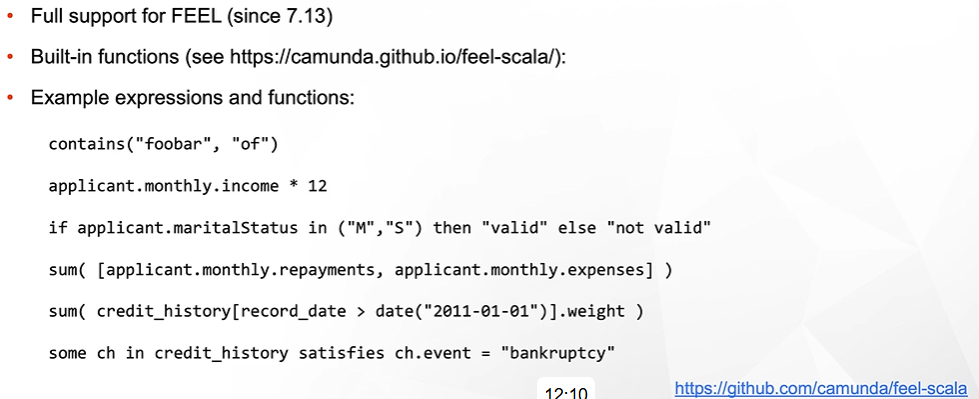 • Full support for FEEL (since 7.13)
• Built-in functions (see https://camunda.github.io/feel-scala/):
• Example expressions and functions:
contains("foobar", "of")
applicant.monthly.income * 12
if applicant.maritalStatus in ("M","S") then "valid" else "not valid"
sum( [applicant.monthly.repayments, applicant.monthly.expenses] )
sum( credit_history[record_date > date("2011-01-01")].weight )
some ch in credit_history satisfies ch.event = "bankruptcy"
12:10
https://github.com/camunda/feel-scala